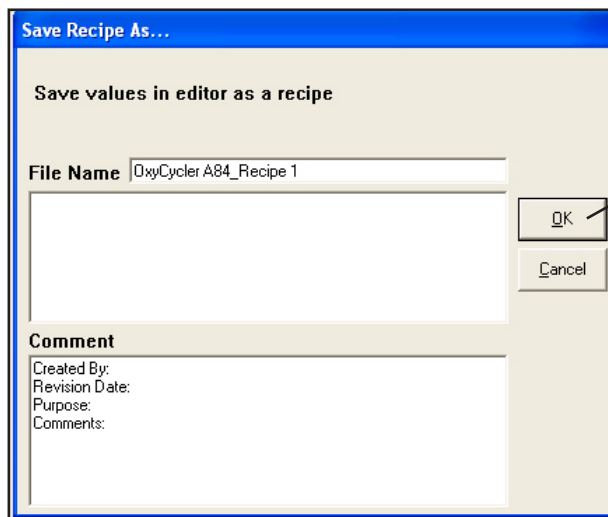 Save Recipe As...
Save values in editor as a recipe
File Name OxyCycler A84_Recipe 1
OK
Cancel
Comment
Created By:
Revision Date:
Purpose:
Comments: